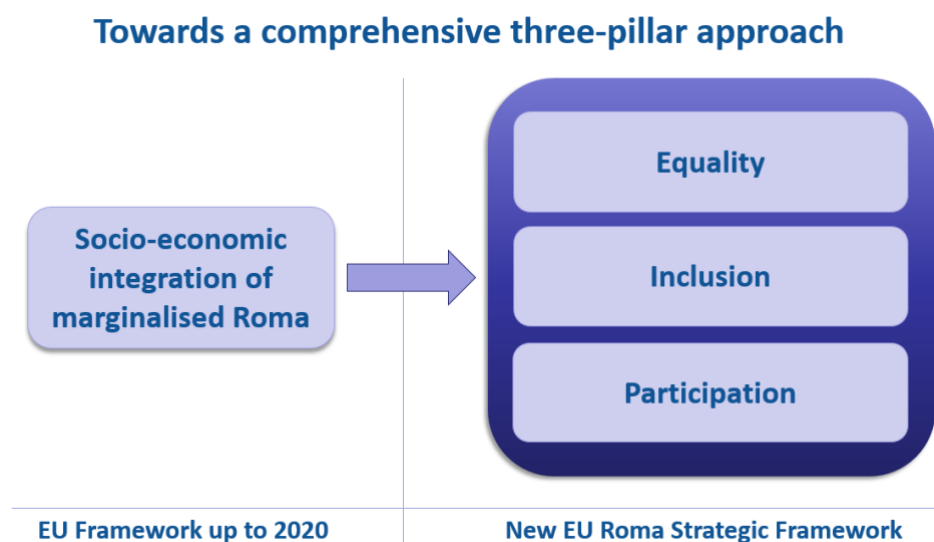 Towards a comprehensive three-pillar approach
Socio-economic
integration of
marginalised Roma
Equality
Inclusion
Participation
EU Framework up to 2020
New EU Roma Strategic Framework